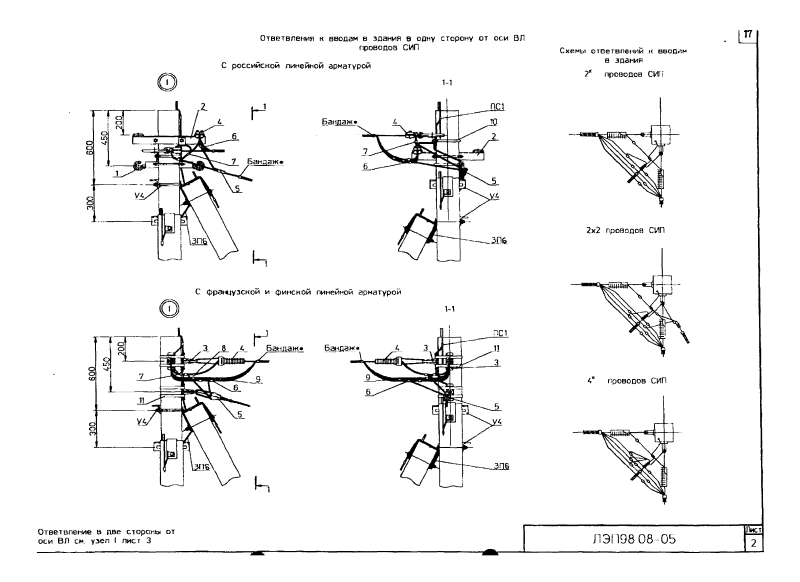 17
Ответвления к вводам в здания в одну сторону от оси ВЛ
проводов СИП
Схемы ответвлений к вводам
в здания
С российской линейной арматурой
I
1-1
200
450
600
300
2
4
1
6
7
Бандаж*
1
5
У4
ЗП6
1
Бандаж*
4
ПС1
10
2
7
6
5
У4
ЗП6
2* проводов СИП
2х2 проводов СИП
4* проводов СИП
С французской и финской линейной арматурой
I
1-1
200
450
600
300
3
8
4
1
Бандаж*
7
9
6
11
5
У4
ЗП6
1
Бандаж*
4
3
ПС1
11
3
9
6
5
У4
ЗП6
Ответвление в две стороны от
оси ВЛ см. узел I лист 3
ЛЭП98.08-05
Лист
2